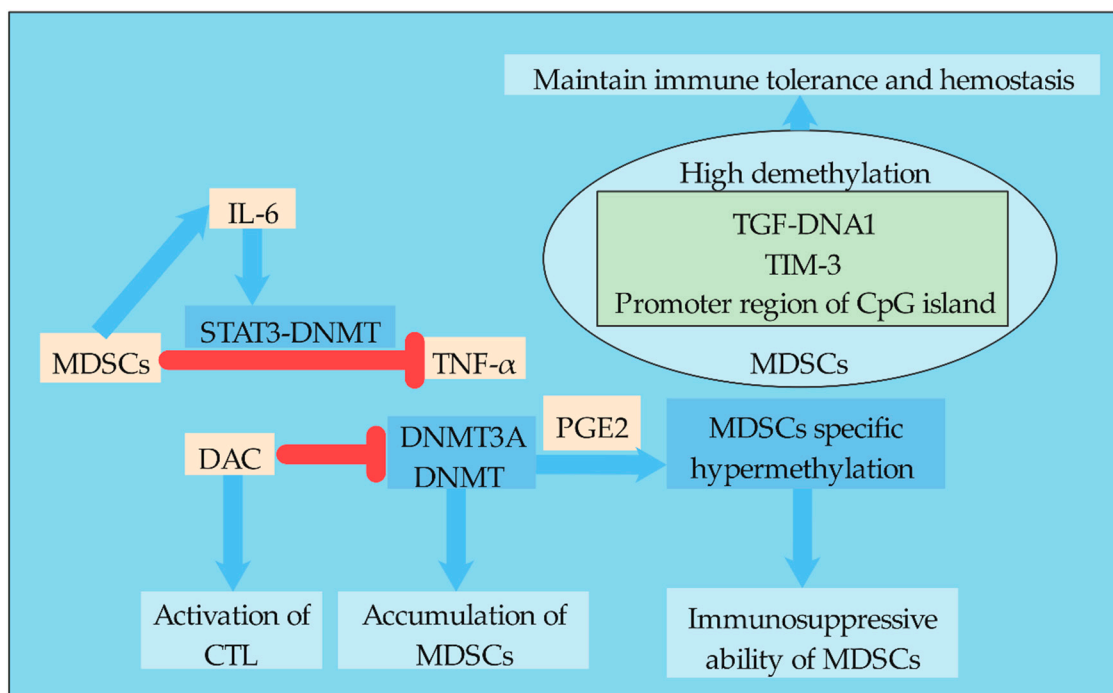 Maintain immune tolerance and hemostasis
High demethylation
TGF-DNA1
TIM-3
Promoter region of CpG island
MDSCs
IL-6
STAT3-DNMT
MDSCs
TNF-α
DAC
DNMT3A
DNMT
PGE2
MDSCs specific
hypermethylation
Activation of
CTL
Accumulation of
MDSCs
Immunosuppressive
ability of MDSCs